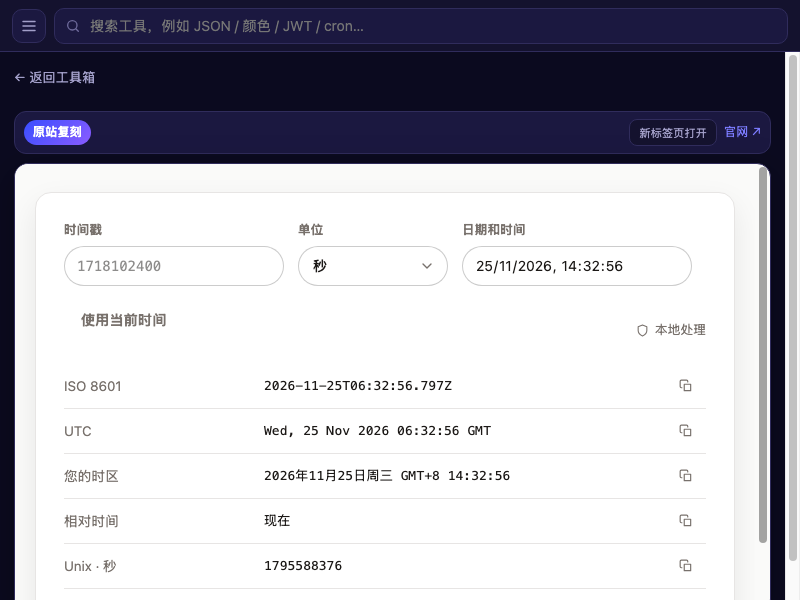 搜索工具，例如 JSON / 颜色 / JWT / cron...
← 返回工具箱
原站复刻
新标签页打开
官网 ↗
时间戳
单位
日期和时间
1718102400
秒
25/11/2026, 14:32:56
使用当前时间
本地处理
ISO 8601
2026-11-25T06:32:56.797Z
UTC
Wed, 25 Nov 2026 06:32:56 GMT
您的时区
2026年11月25日周三 GMT+8 14:32:56
相对时间
现在
Unix · 秒
1795588376